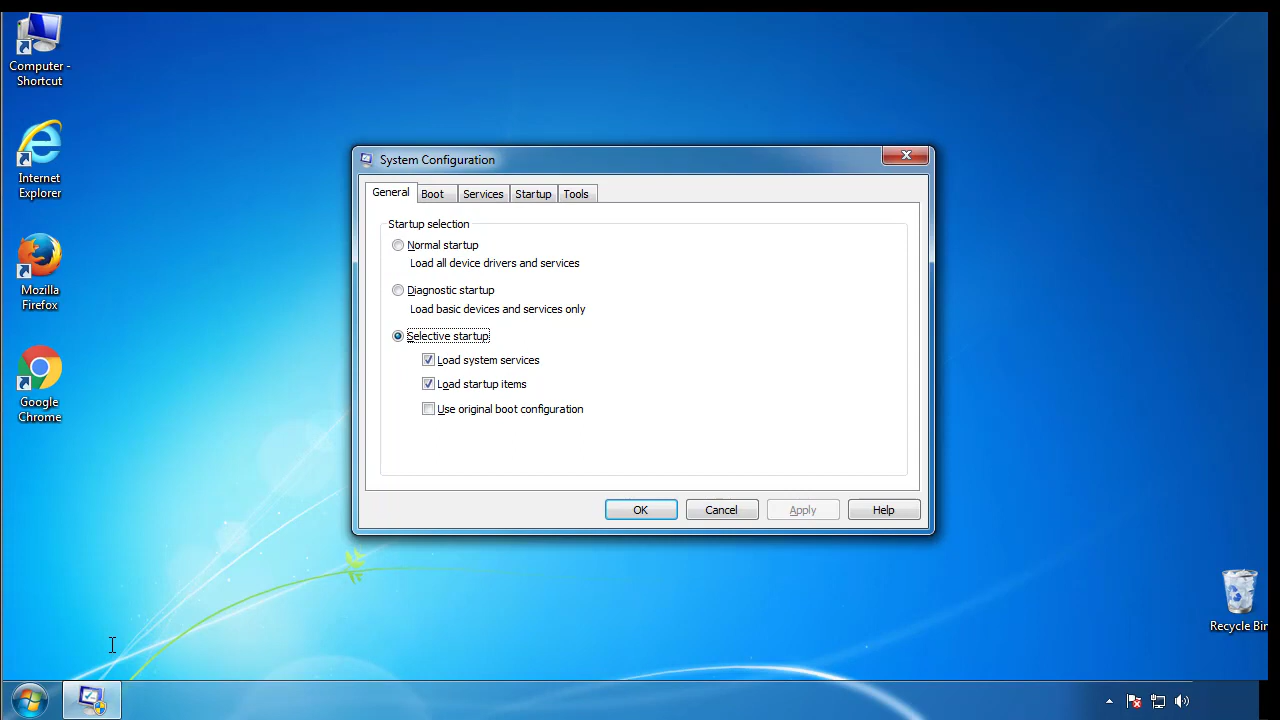 Computer -
Shortcut
Internet
Explorer
Mozilla
Firefox
Google
Chrome
System Configuration
General
Boot
Services
Startup
Tools
Startup selection
Normal startup
Load all device drivers and services
Diagnostic startup
Load basic devices and services only
Selective startup
Load system services
Load startup items
Use original boot configuration
OK
Cancel
Apply
Help
Recycle Bin